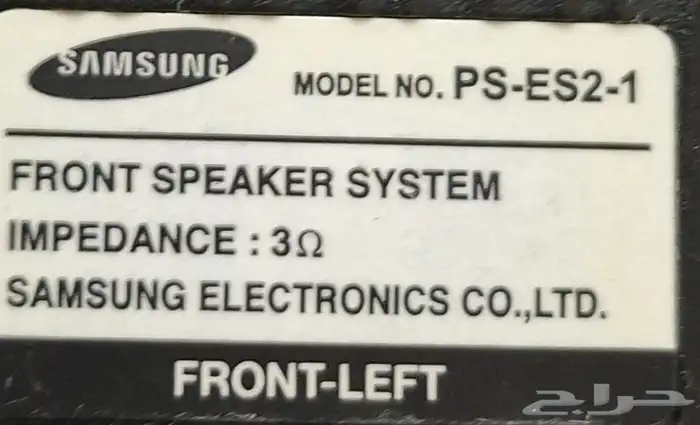 SAMSUNG
MODEL NO. PS-ES2-1
FRONT SPEAKER SYSTEM
IMPEDANCE : 3Ω
SAMSUNG ELECTRONICS CO.,LTD.
FRONT-LEFT
حراج